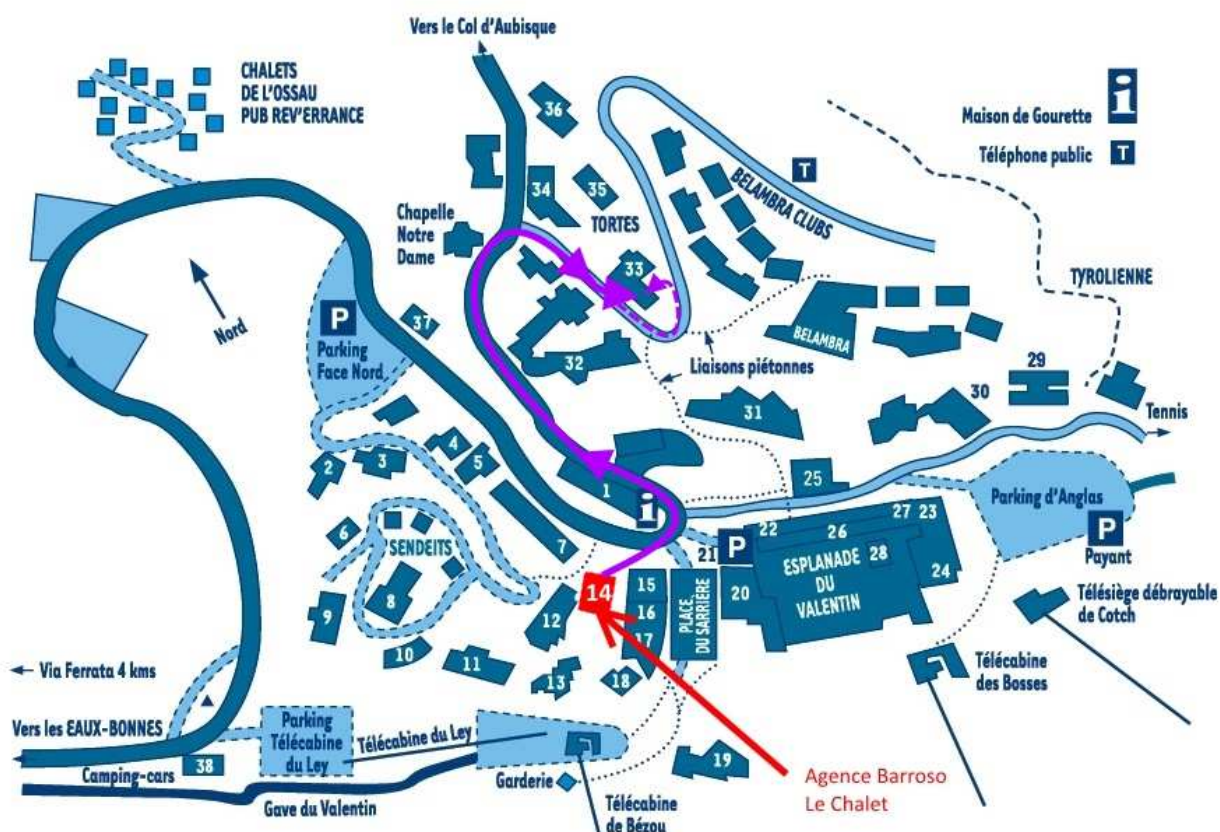 Vers le Col d'Aubisque
CHALETS
DE L'OSSAU
PUB REV'ERRANCE
36
Maison de Gourette
i
Téléphone public
T
T
BELAMBRA CLUBS
34
35
TORTES
Chapelle
Notre
Dame
33
TYROLIENNE
Nord
P
Parking
Face Nord
37
32
BELAMBRA
Liaisons piétonnes
29
30
31
Tennis
2
3
4
5
1
i
25
Parking d'Anglas
P
Payant
6
SENDEITS
7
21
P
22
26
27
23
ESPLANADE
DU
VALENTIN
28
24
20
14
15
16
17
PLACE
DU SARRIÈRE
8
9
12
Télésiège débrayable
de Cotch
10
11
13
18
Télécabine
des Bosses
Via Ferrata 4 kms
Vers les EAUX-BONNES
Parking
Télécabine
du Ley
Télécabine du Ley
38
Camping-cars
Gave du Valentin
Garderie
Télécabine
de Bézou
19
Agence Barroso
Le Chalet